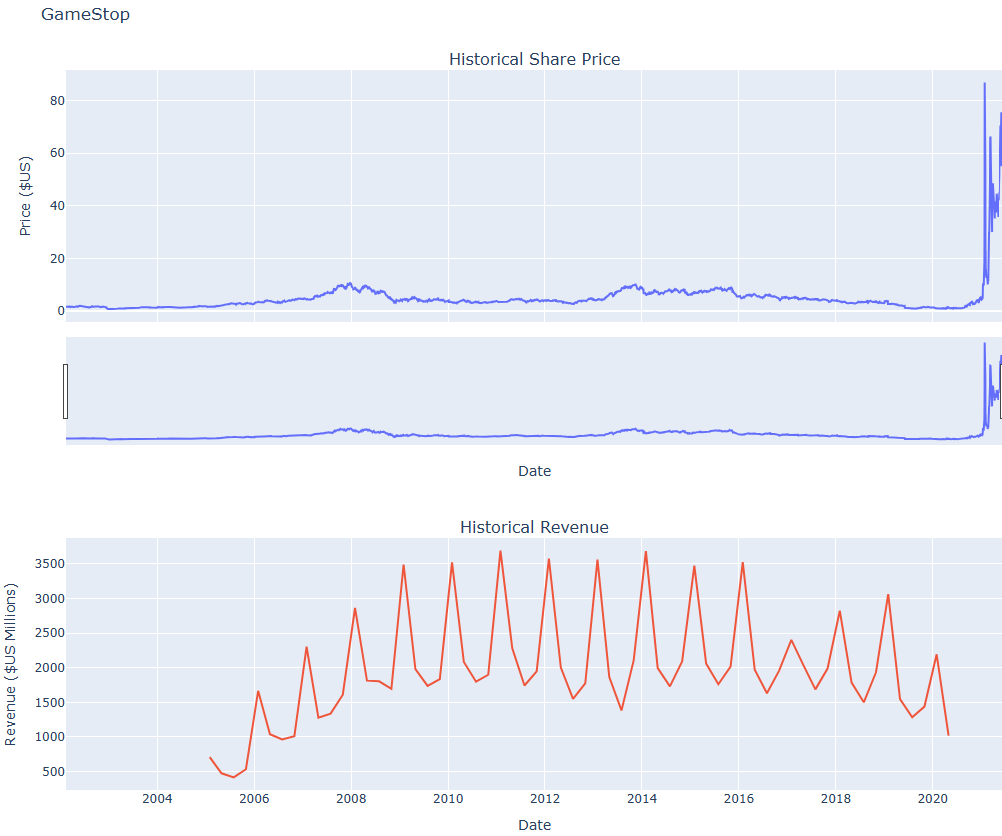 GameStop
Historical Share Price
80
60
40
20
0
Price ($US)
Date
Historical Revenue
3500
3000
2500
2000
1500
1000
500
Revenue ($US Millions)
2004 2006 2008 2010 2012 2014 2016 2018 2020
Date